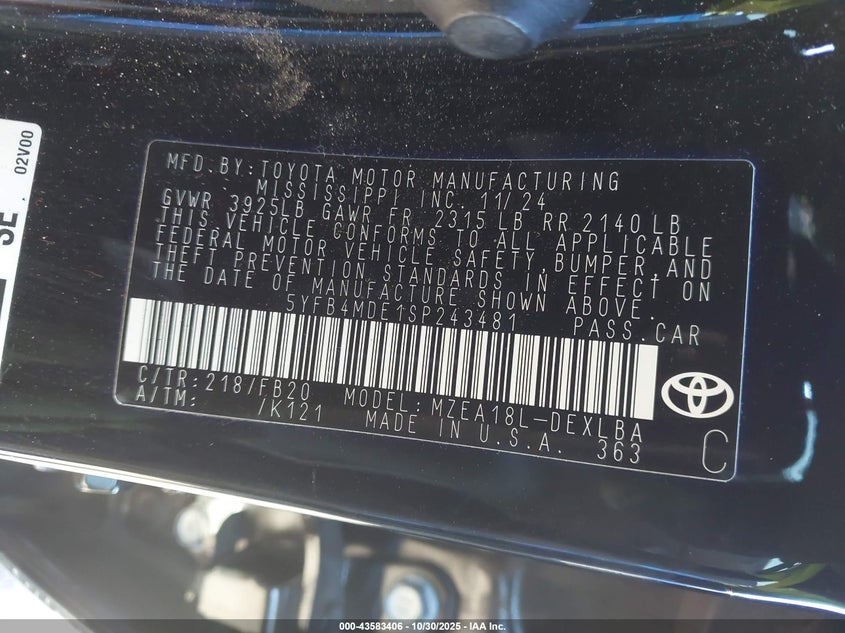 02V00
SE
MFD. BY: TOYOTA MOTOR MANUFACTURING
MISSISSIPPI INC. 11/24
GVWR 3925LB GAWR FR 2315 LB RR 2140 LB
THIS VEHICLE CONFORMS TO ALL APPLICABLE
FEDERAL MOTOR VEHICLE SAFETY, BUMPER, AND
THEFT PREVENTION STANDARDS IN EFFECT ON
THE DATE OF MANUFACTURE SHOWN ABOVE.
5YFB4MDE1SP243481 PASS. CAR
C/TR: 218/FB20 MODEL: MZEA18L-DEXLBA
A/TM: /K121 MADE IN U.S.A. 363
C
000-43583406 - 10/30/2025 - IAA Inc.